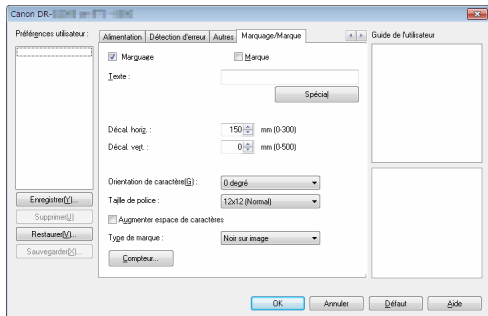 Canon DR-
Préférences utilisateur :
Alimentation Détection d'erreur Autres Marquage/Marque
Guide de l'utilisateur
Marquage Marque
Texte :
Spécial
Décal. horiz. : 150 mm (0-300)
Décal. vert. : 0 mm (0-500)
Orientation de caractère(G) : 0 degré
Taille de police : 12x12 (Normal)
Augmenter espace de caractères
Type de marque : Noir sur image
Compteur...
Enregistrer(Y)...
Supprimer(J)
Restaurer(V)...
Sauvegarder(X)...
OK Annuler Défaut Aide